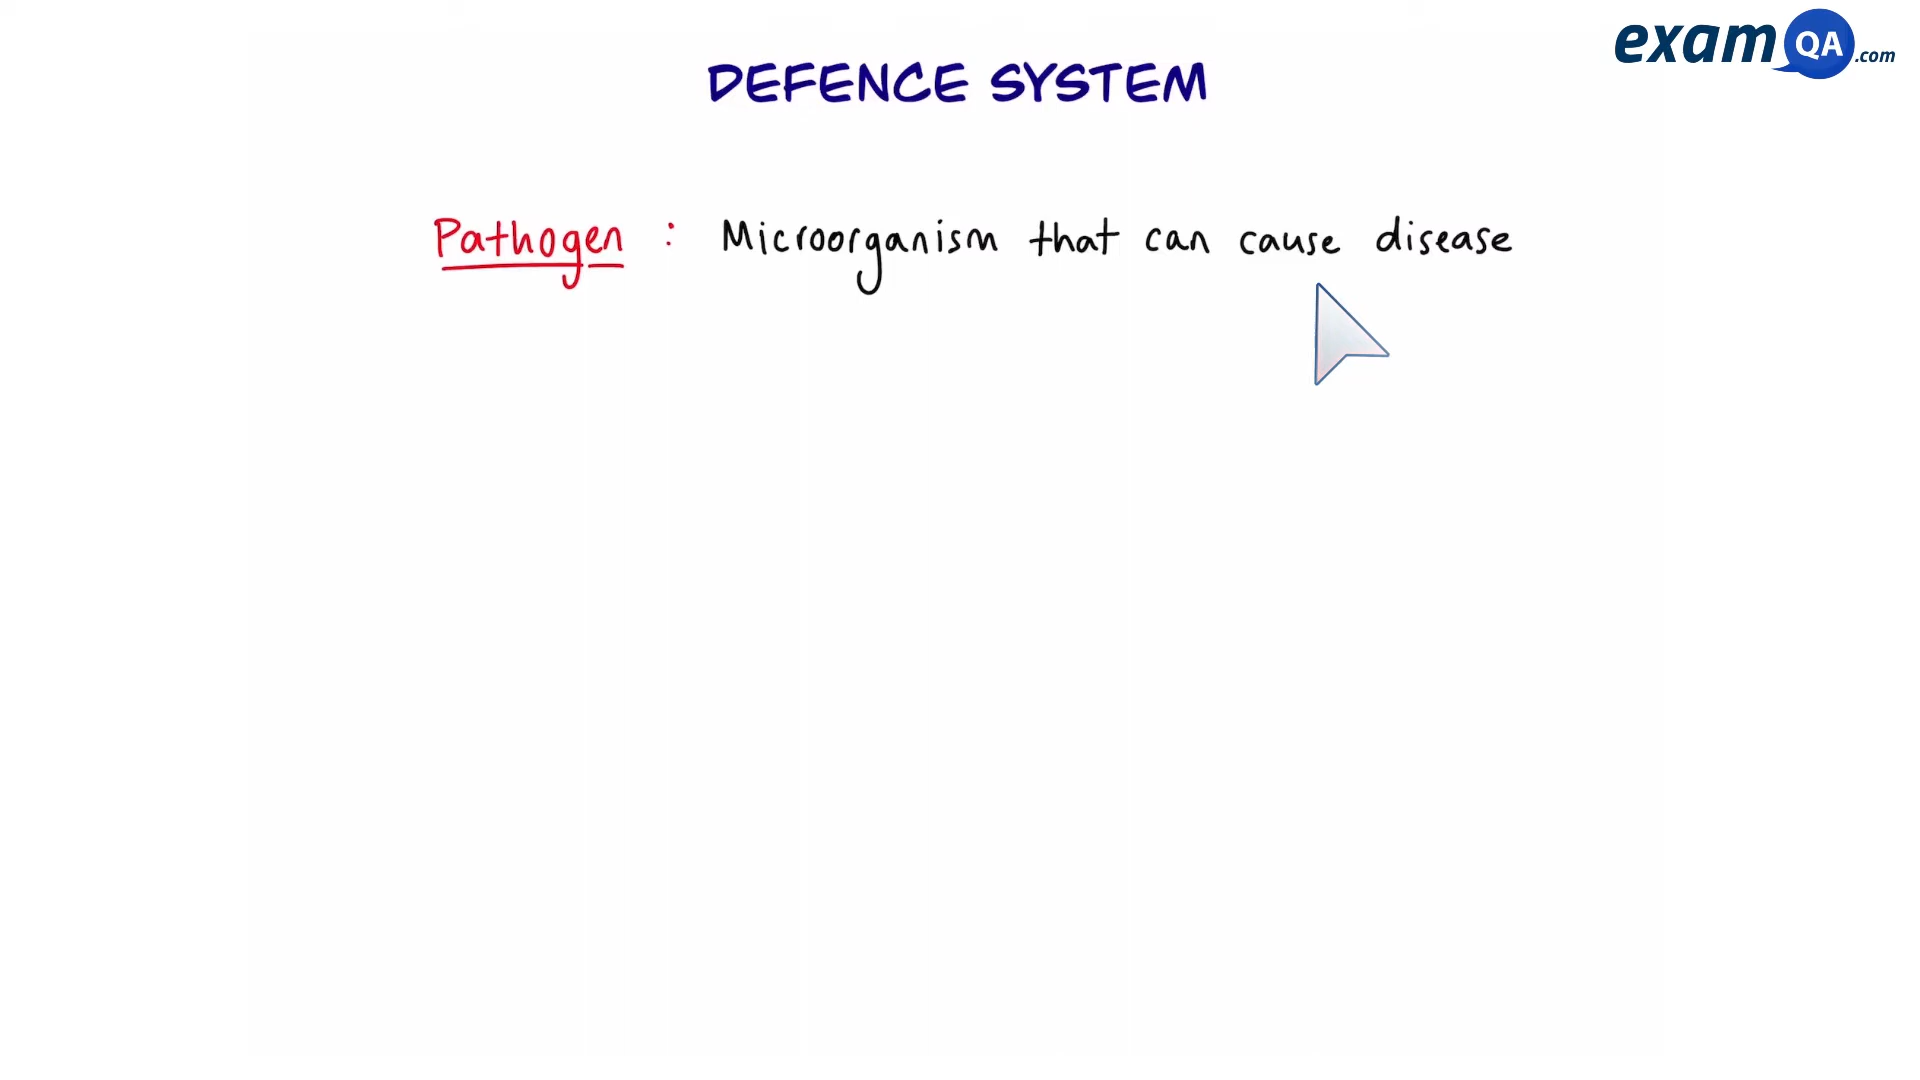 examQA.com
DEFENCE SYSTEM
Pathogen : Microorganism that can cause disease